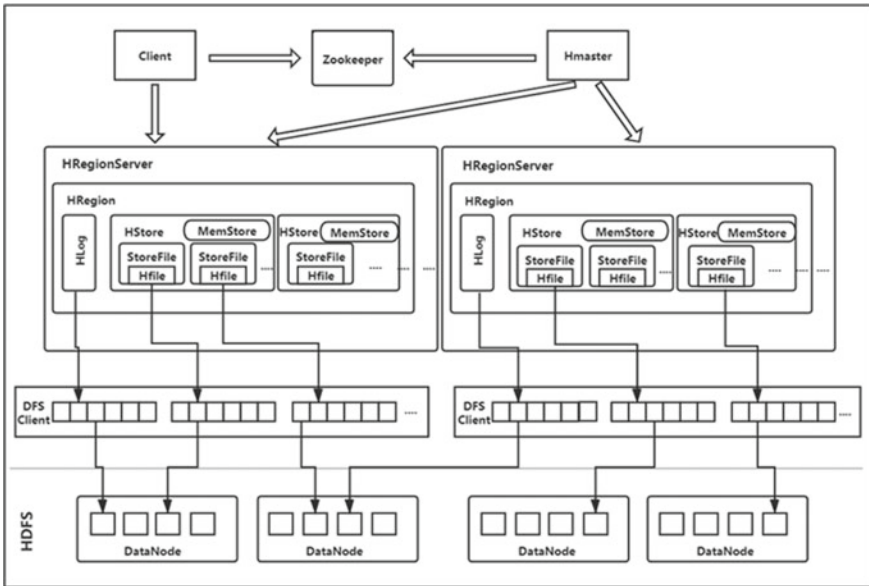 Client
Zookeeper
Hmaster
HRegionServer
HRegion
HLog
HStore
MemStore
StoreFile
Hfile
StoreFile
Hfile
....
HStore
MemStore
StoreFile
Hfile
....
....
....
HRegionServer
HRegion
HLog
HStore
MemStore
StoreFile
Hfile
StoreFile
Hfile
....
HStore
MemStore
StoreFile
Hfile
....
....
....
DFS
Client
....
DFS
Client
....
HDFS
DataNode
DataNode
DataNode
DataNode